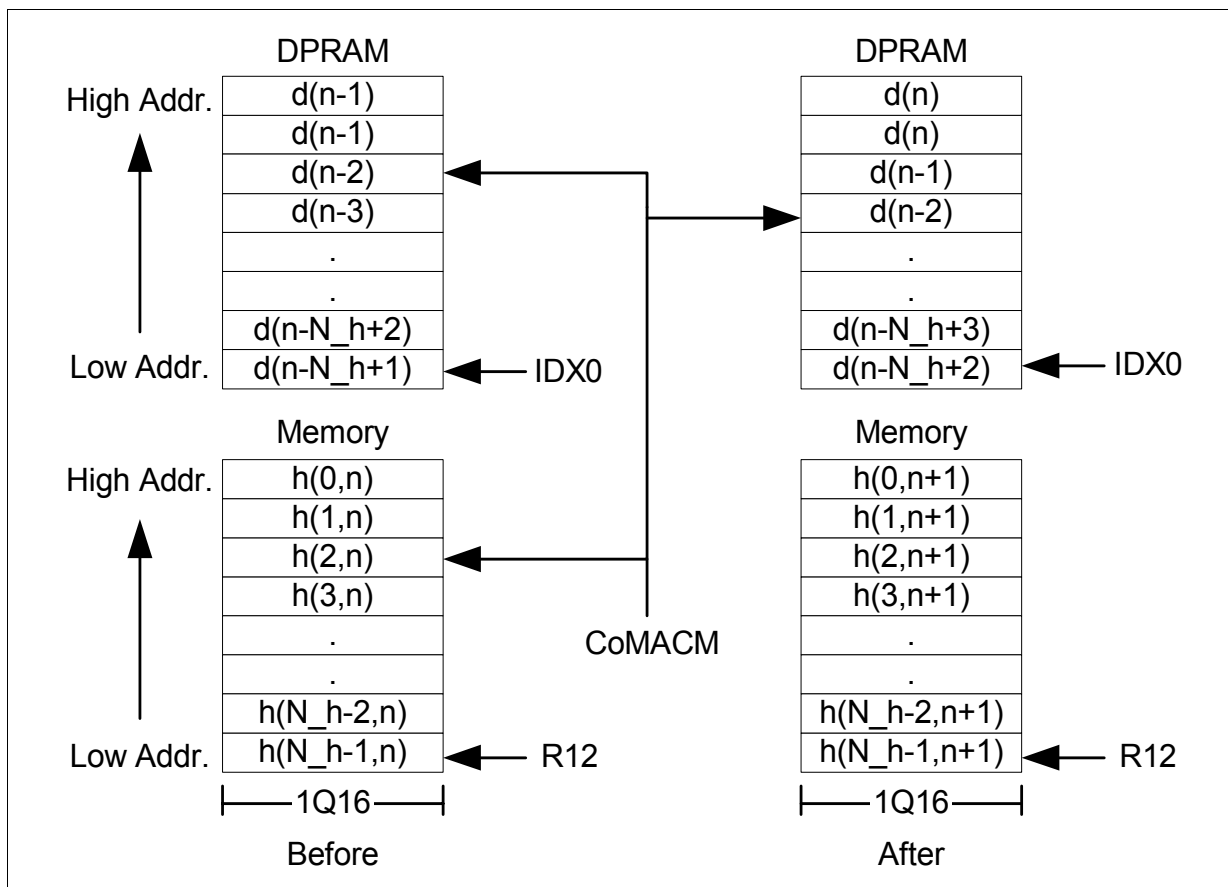 DPRAM
High Addr.
d(n-1)
d(n-1)
d(n-2)
d(n-3)
.
.
d(n-N_h+2)
Low Addr.
d(n-N_h+1)
IDX0
Memory
High Addr.
h(0,n)
h(1,n)
h(2,n)
h(3,n)
.
.
h(N_h-2,n)
Low Addr.
h(N_h-1,n)
R12
1Q16
Before
CoMACM
DPRAM
d(n)
d(n)
d(n-1)
d(n-2)
.
.
d(n-N_h+3)
d(n-N_h+2)
IDX0
Memory
h(0,n+1)
h(1,n+1)
h(2,n+1)
h(3,n+1)
.
.
h(N_h-2,n+1)
h(N_h-1,n+1)
R12
1Q16
After